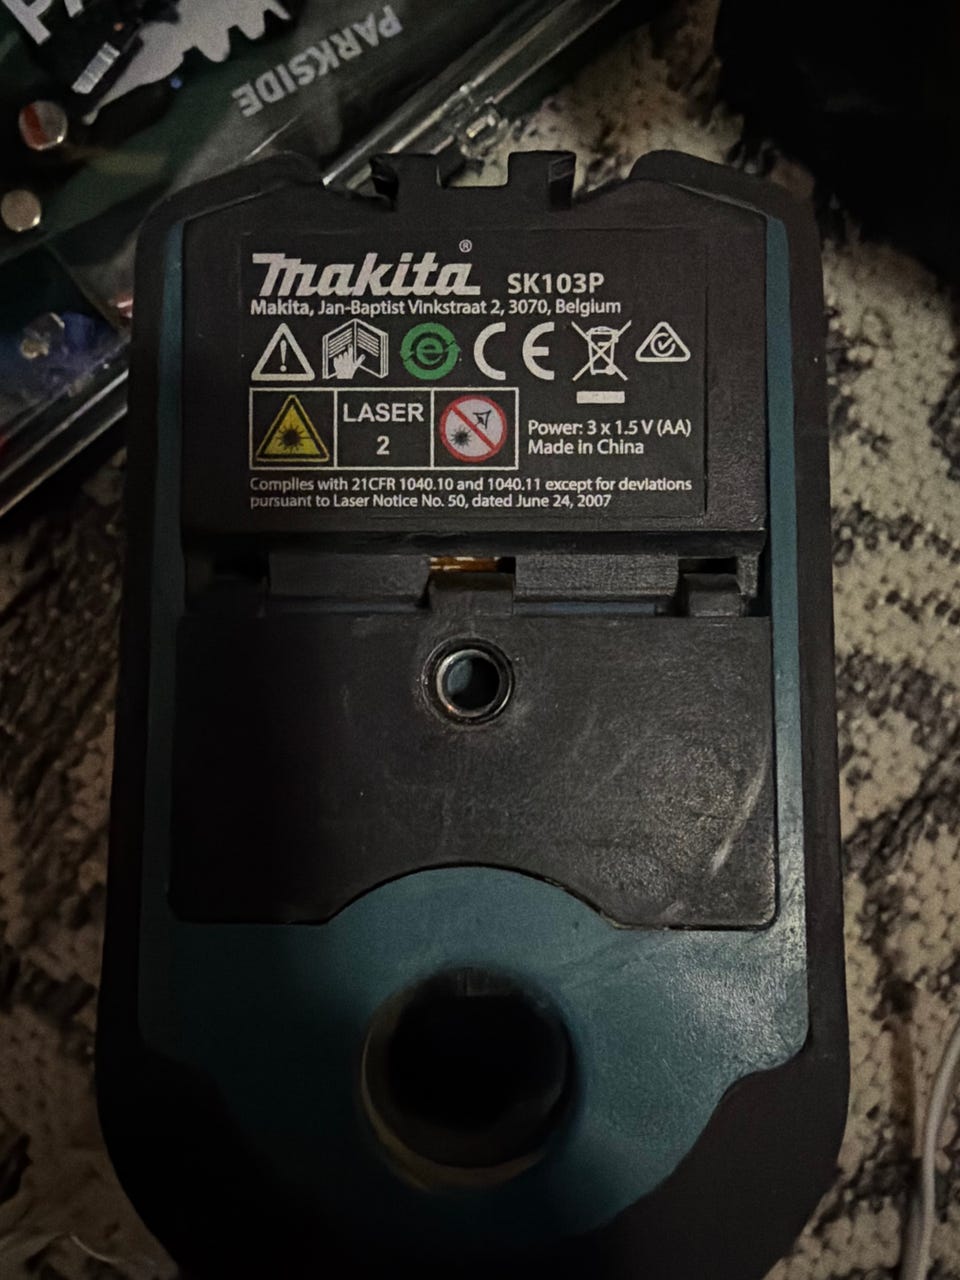 PARKSIDE
Makita® SK103P
Makita, Jan-Baptist Vinkstraat 2, 3070, Belgium
e CE
LASER
2
Power: 3 x 1.5 V (AA)
Made in China
Complies with 21CFR 1040.10 and 1040.11 except for deviations
pursuant to Laser Notice No. 50, dated June 24, 2007